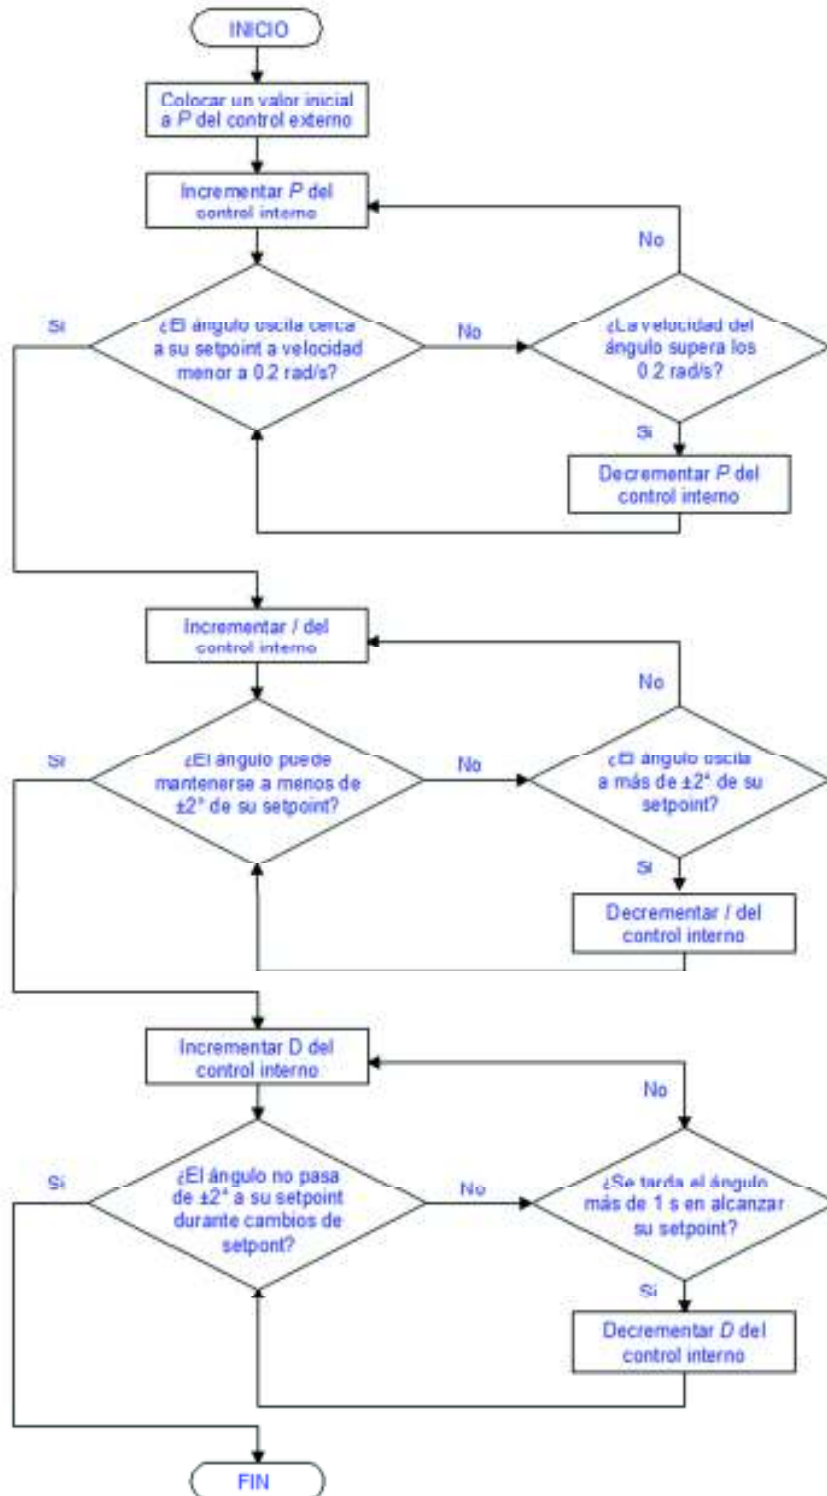 INICIO
Colocar un valor inicial
a P del control externo
Incrementar P del
control interno
No
Si
¿El ángulo oscila cerca
a su setpoint a velocidad
menor a 0.2 rad/s?
No
¿La velocidad del
ángulo supera los
0.2 rad/s?
Si
Decrementar P del
control interno
Incrementar I del
control interno
No
Si
¿El ángulo puede
mantenerse a menos de
±2° de su setpoint?
No
¿El ángulo oscila
a más de ±2° de su
setpoint?
Si
Decrementar I del
control interno
Incrementar D del
control interno
No
Si
¿El ángulo no pasa
de ±2° a su setpoint
durante cambios de
setpont?
No
¿Se tarda el ángulo
más de 1 s en alcanzar
su setpoint?
Si
Decrementar D del
control interno
FIN